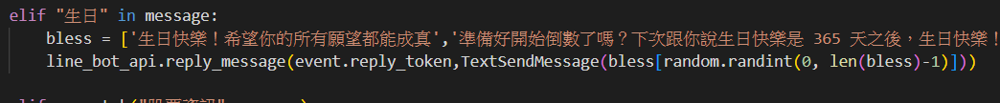 elif "生日" in message:
bless = ['生日快樂！希望你的所有願望都能成真','準備好開始倒數了嗎？下次跟你說生日快樂是 365 天之後，生日快樂！
line_bot_api.reply_message(event.reply_token,TextSendMessage(bless[random.randint(0, len(bless)-1)]))